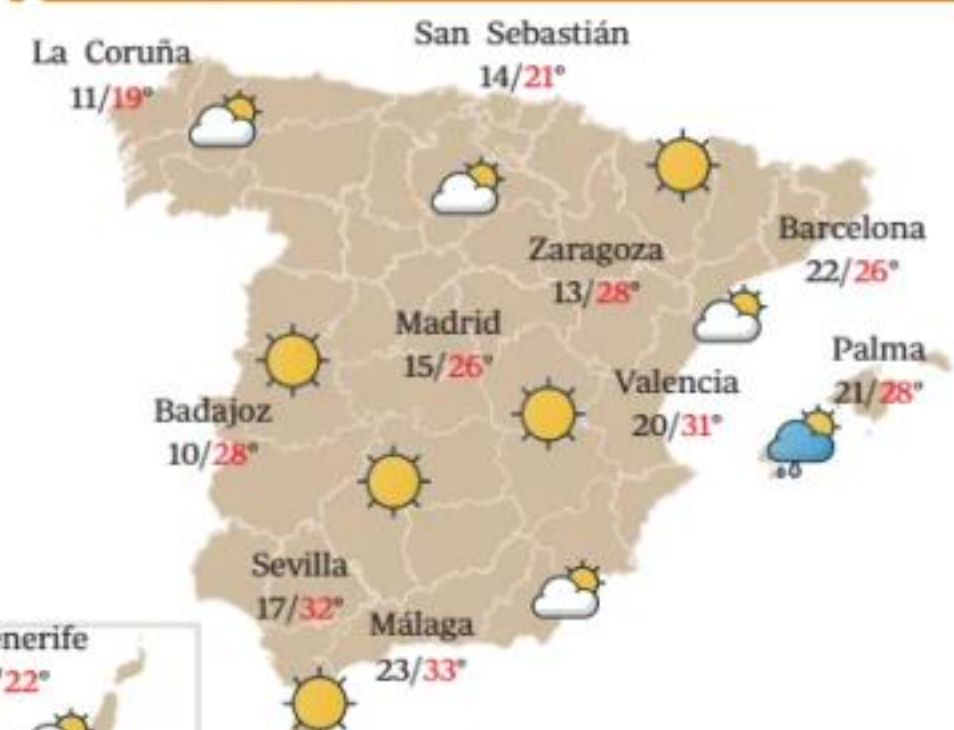 San Sebastián
14/21°
La Coruña
11/19°
Barcelona
22/26°
Zaragoza
13/28°
Madrid
15/26°
Palma
21/28°
Valencia
20/31°
Badajoz
10/28°
Sevilla
17/32°
Málaga
23/33°
enerife
/22°